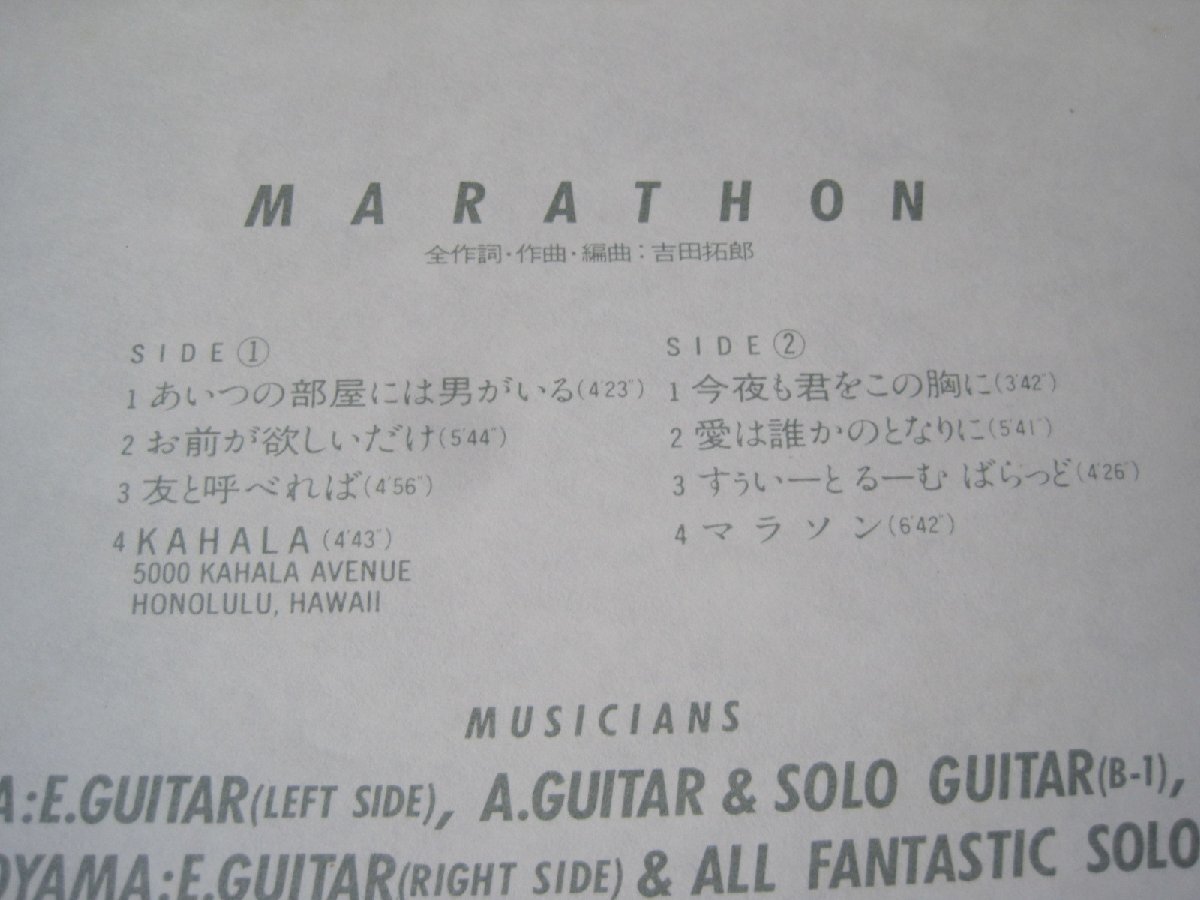 MARATHON
全作詞・作曲・編曲：吉田拓郎
SIDE①
1 あいつの部屋には男がいる(4'23")
2 お前が欲しいだけ(5'44")
3 友と呼べれば(4'56")
4 KAHALA(4'43")
5000 KAHALA AVENUE
HONOLULU, HAWAII
SIDE②
1 今夜も君をこの胸に(3'42")
2 愛は誰かのとなりに(5'41")
3 すぅいーとるーむ ばらっど(4'26")
4 マラソン(6'42")
MUSICIANS
A:E.GUITAR(LEFT SIDE), A.GUITAR & SOLO GUITAR(B-1),
OYAMA:E.GUITAR(RIGHT SIDE) & ALL FANTASTIC SOLO